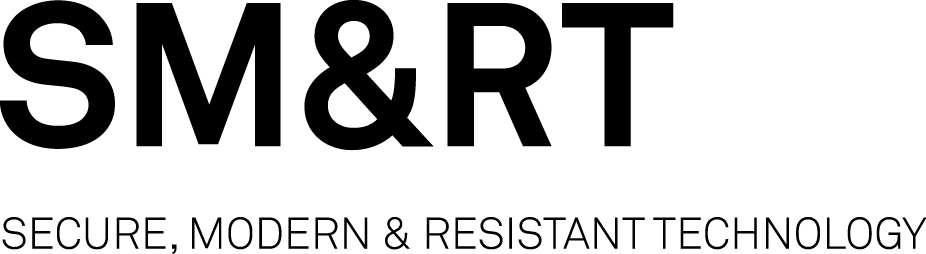 SM&RT
SECURE, MODERN & RESISTANT TECHNOLOGY